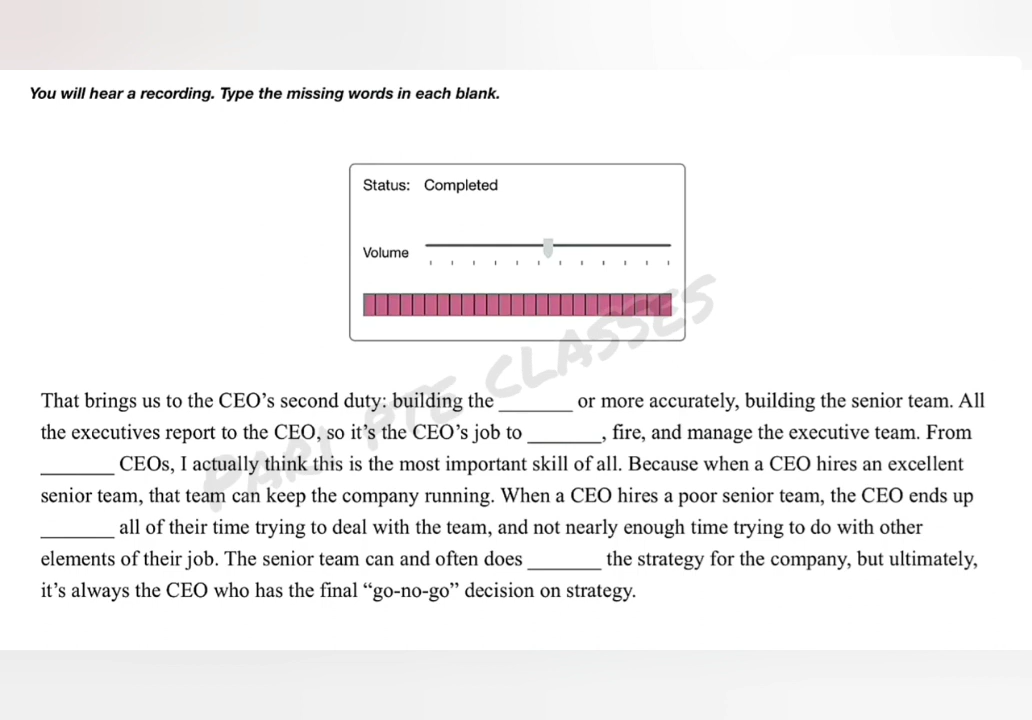 You will hear a recording. Type the missing words in each blank.
Status: Completed
Volume
PARI PTE CLASSES
That brings us to the CEO’s second duty: building the _______ or more accurately, building the senior team. All
the executives report to the CEO, so it’s the CEO’s job to _______, fire, and manage the executive team. From
_______ CEOs, I actually think this is the most important skill of all. Because when a CEO hires an excellent
senior team, that team can keep the company running. When a CEO hires a poor senior team, the CEO ends up
_______ all of their time trying to deal with the team, and not nearly enough time trying to do with other
elements of their job. The senior team can and often does _______ the strategy for the company, but ultimately,
it’s always the CEO who has the final “go-no-go” decision on strategy.